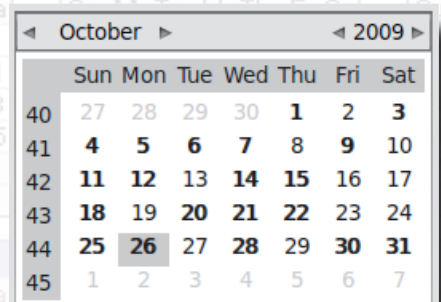 ◀ October ▶ ◀ 2009 ▶
Sun Mon Tue Wed Thu Fri Sat
40 27 28 29 30 1 2 3
41 4 5 6 7 8 9 10
42 11 12 13 14 15 16 17
43 18 19 20 21 22 23 24
44 25 26 27 28 29 30 31
45 1 2 3 4 5 6 7